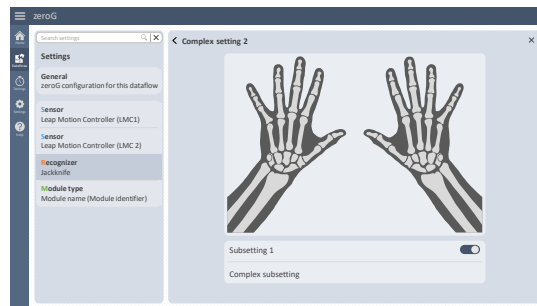 zeroG
Search settings
Complex setting 2
Settings
General
zeroG configuration for this dataflow
Sensor
Leap Motion Controller (LMC1)
Sensor
Leap Motion Controller (LMC 2)
Recognizer
Jackknife
Module type
Module name (Module identifier)
Subsetting 1
Complex subsetting